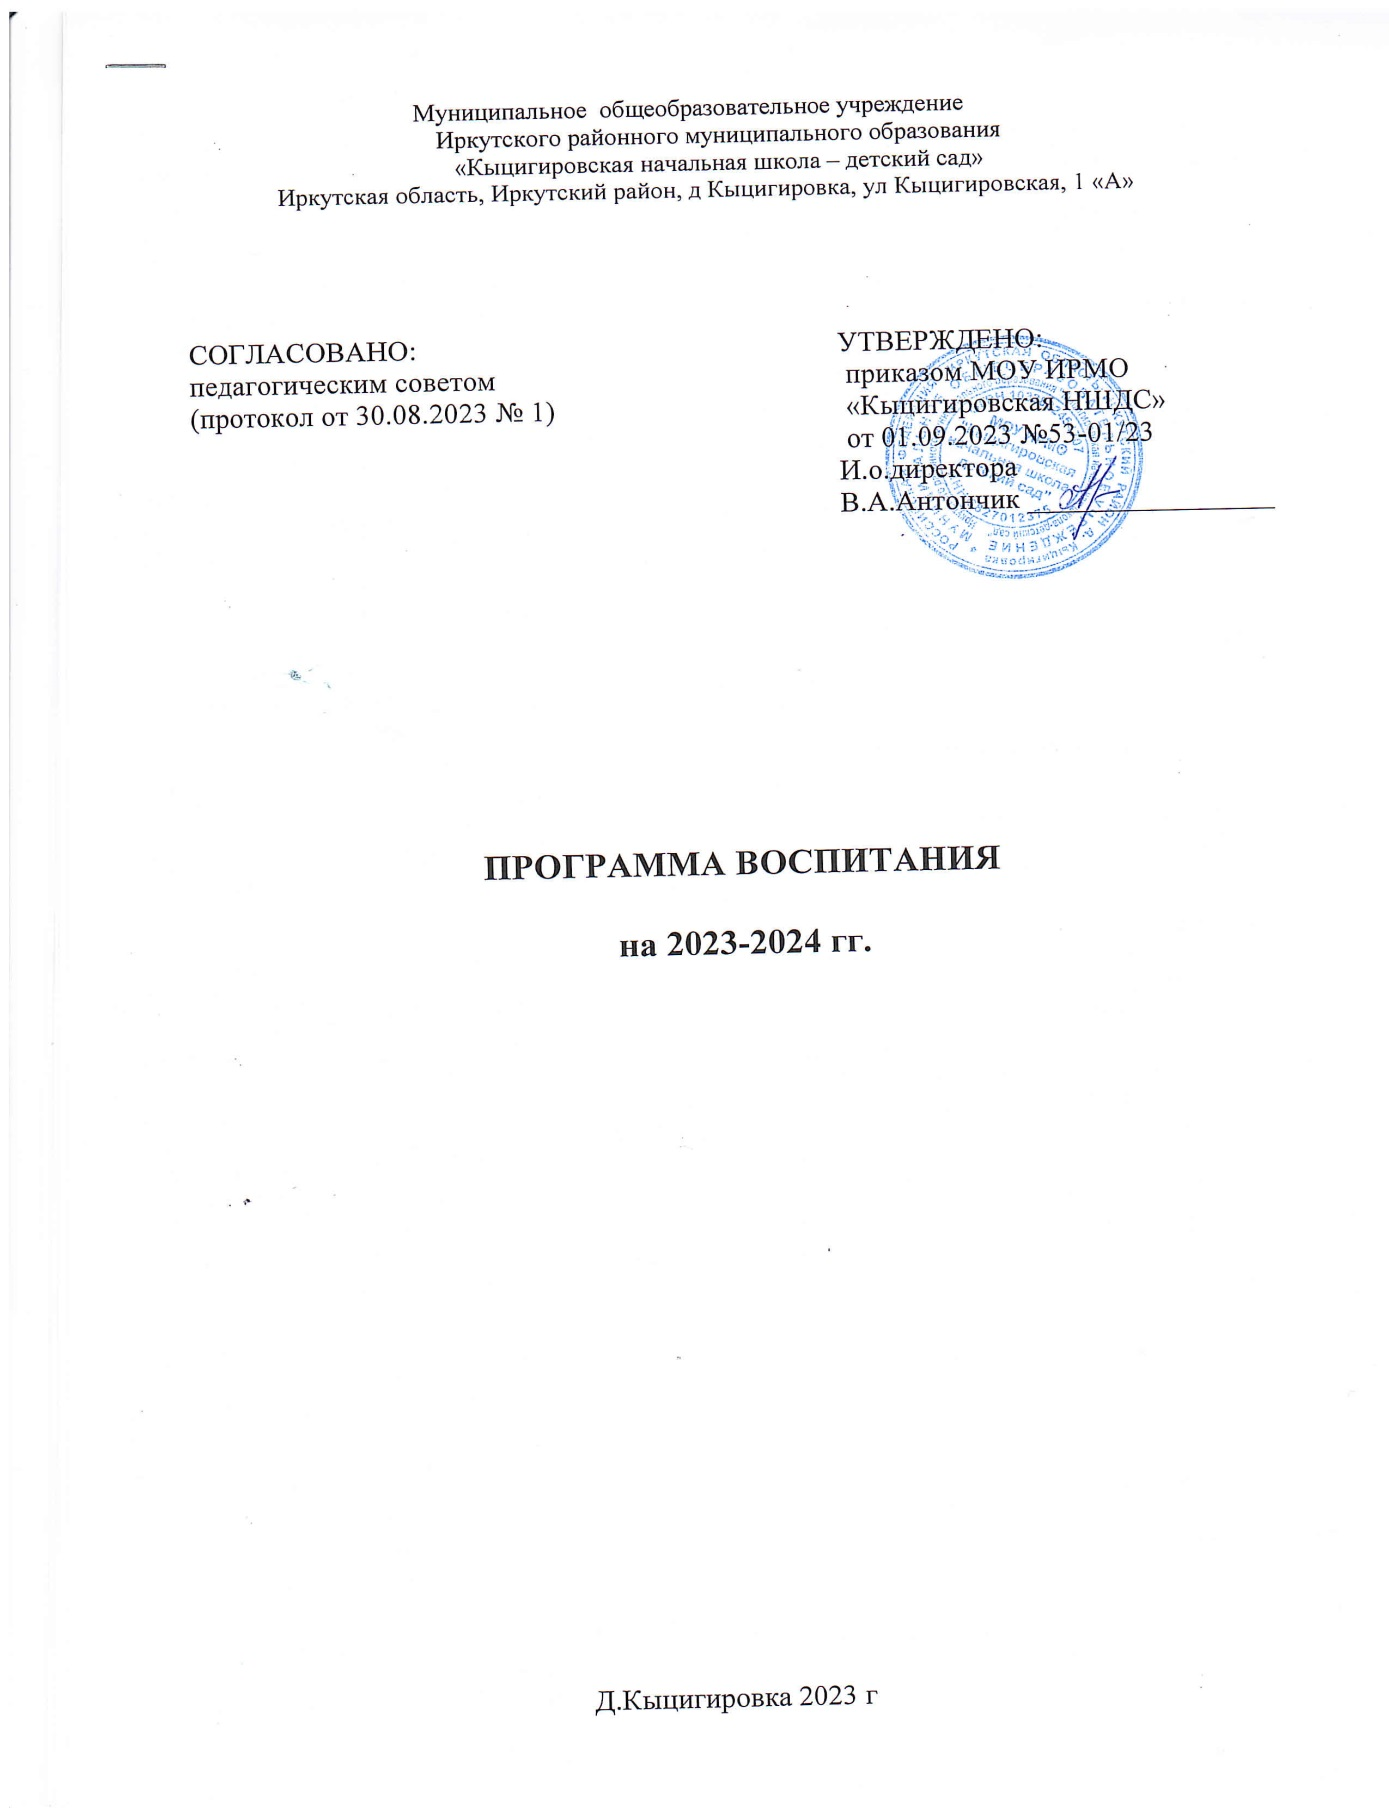 Муниципальное общеобразовательное учреждение
Иркутского районного муниципального образования
«Кыцигировская начальная школа – детский сад»
Иркутская область, Иркутский район, д Кыцигировка, ул Кыцигировская, 1 «А»
СОГЛАСОВАНО:
педагогическим советом
(протокол от 30.08.2023 № 1)
УТВЕРЖДЕНО:
приказом МОУ ИРМО
«Кыцигировская НШДС»
от 01.09.2023 №53-01/23
И.о.директора
В.А.Антончик
ПРОГРАММА ВОСПИТАНИЯ
на 2023-2024 гг.
Д.Кыцигировка 2023 г